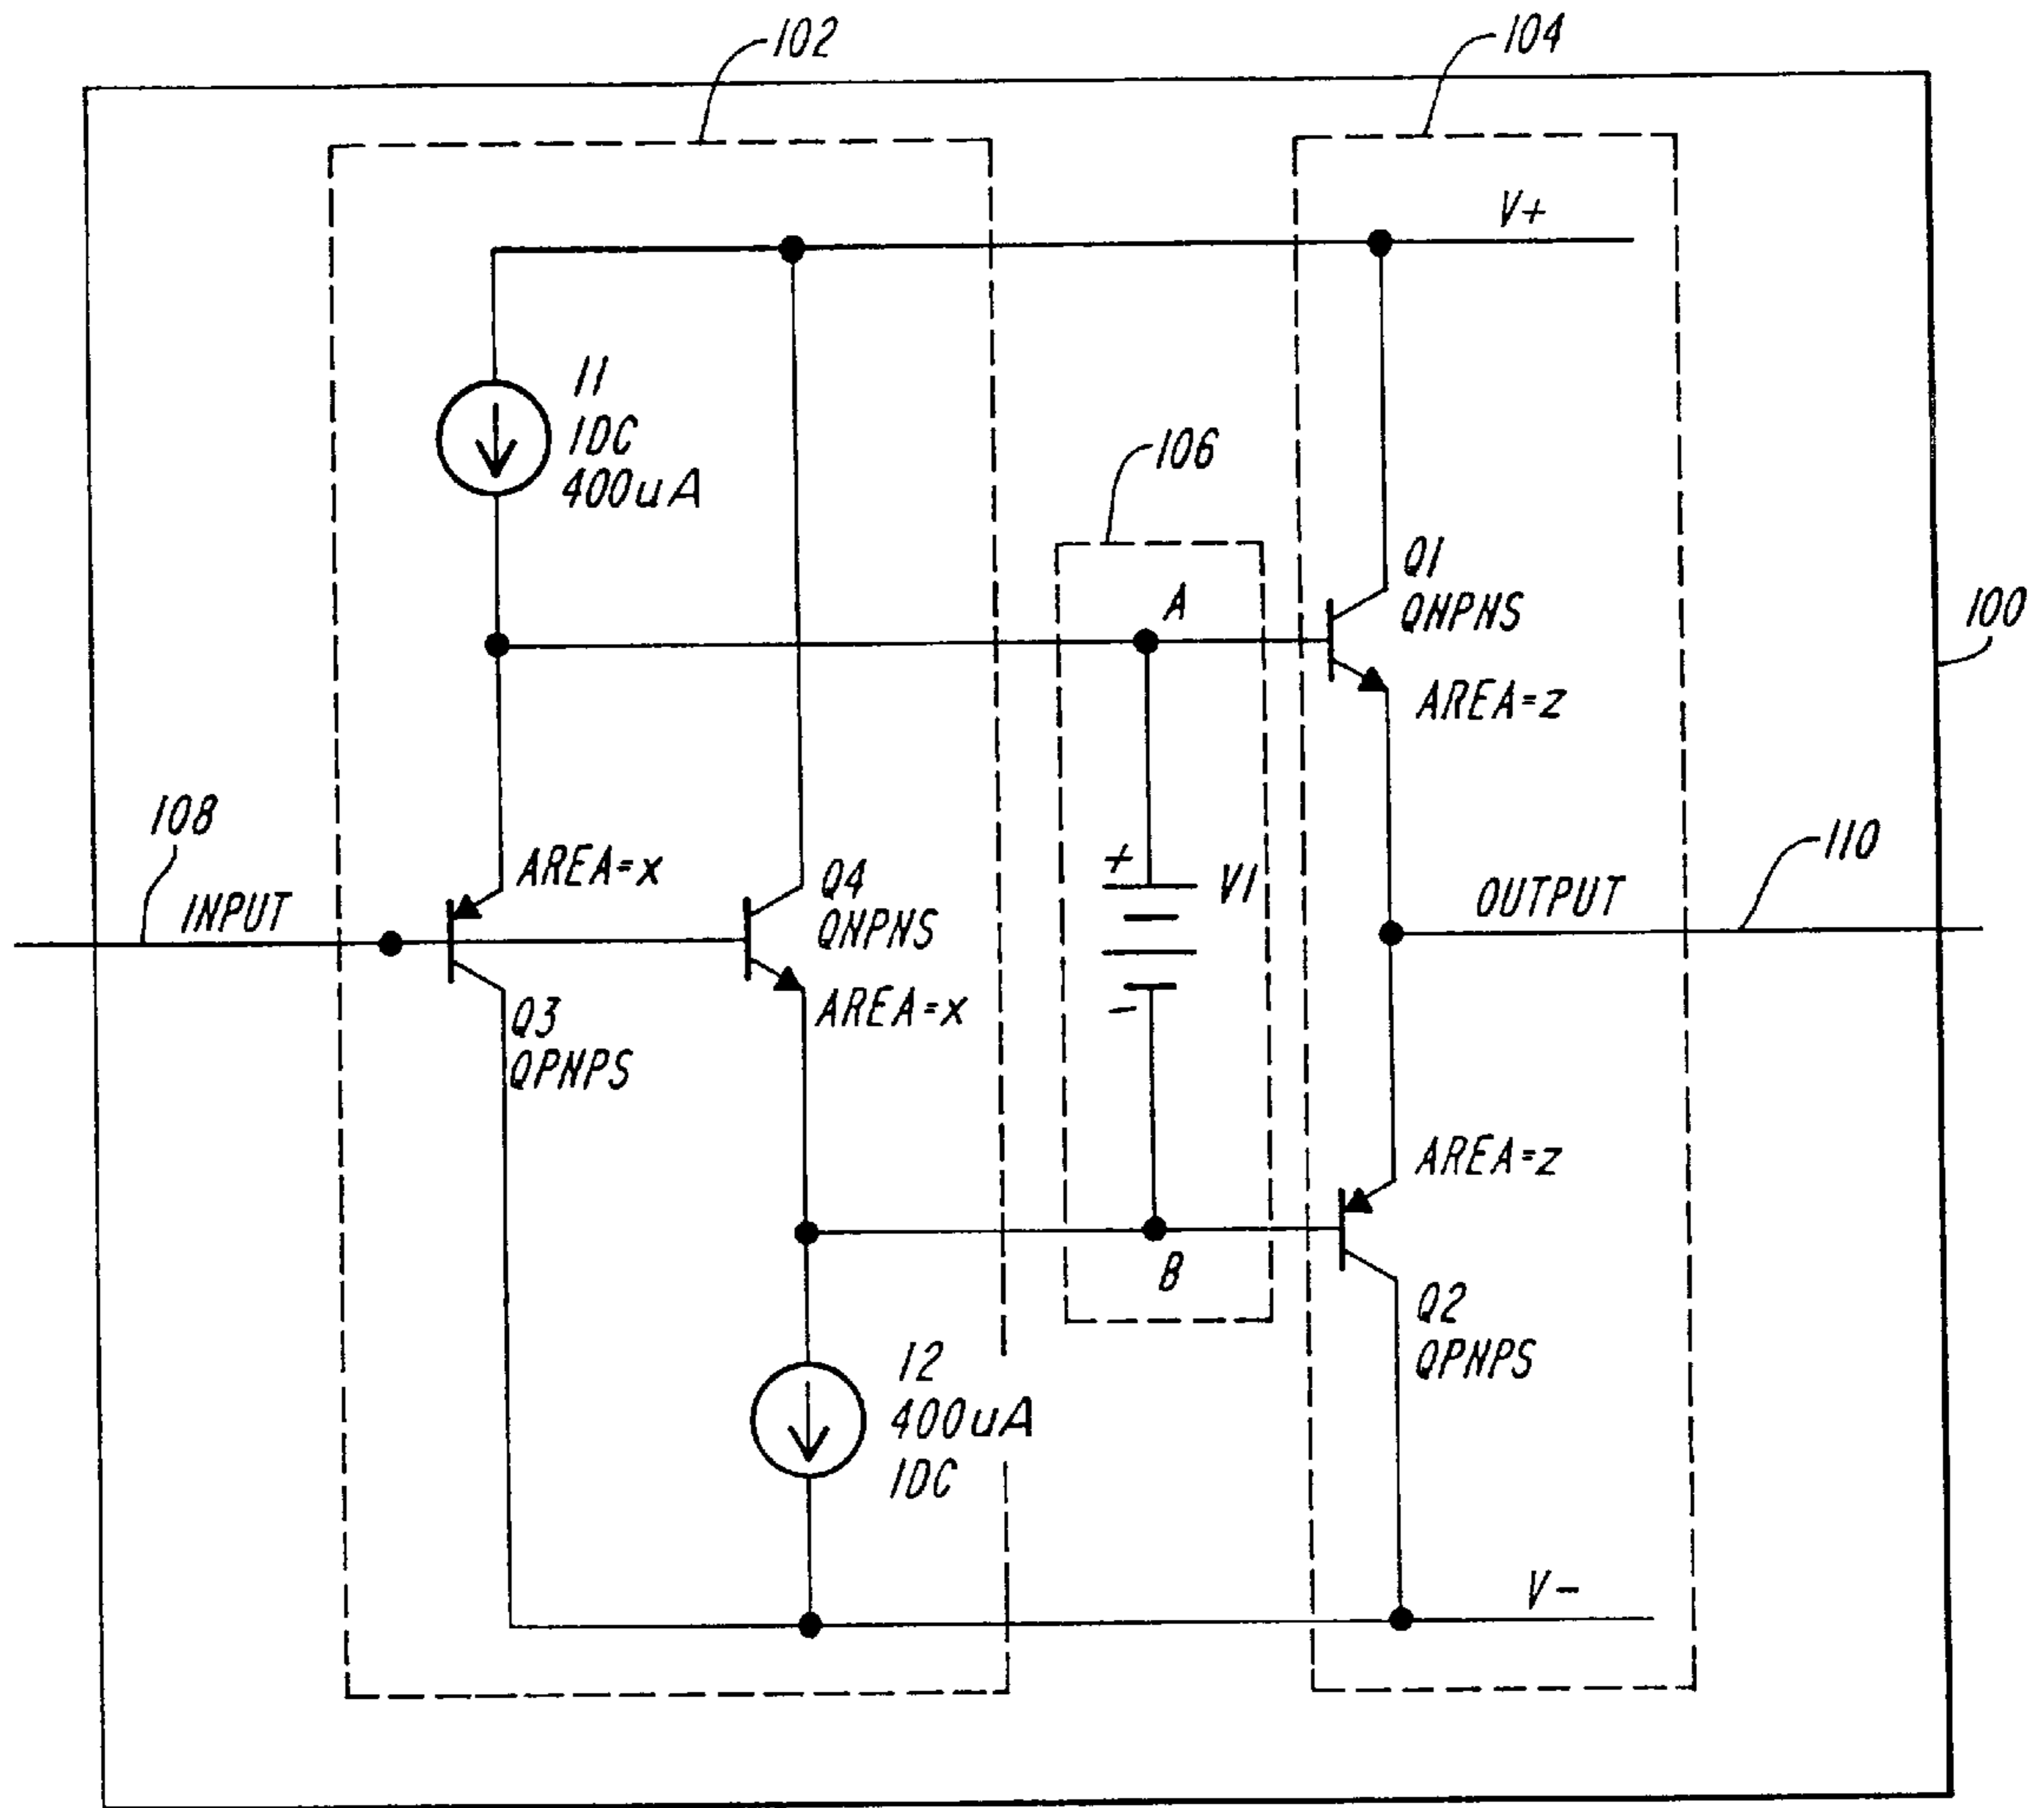 102
104
V+
I1
IDC
400uA
106
A
Q1
QNPNS
100
AREA=z
108
INPUT
AREA=x
Q4
QNPNS
+
V1
OUTPUT
110
AREA=x
-
Q3
QPNPS
AREA=z
B
Q2
QPNPS
I2
400uA
IDC
V-